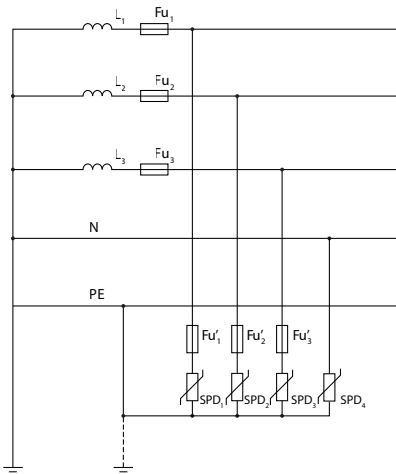 L₁ Fu₁
L₂ Fu₂
L₃ Fu₃
N
PE
Fu'₁ Fu'₂ Fu'₃
SPD₁ SPD₂ SPD₃ SPD₄